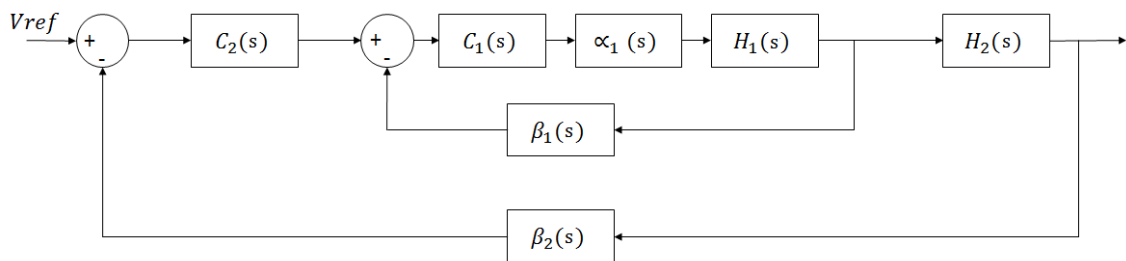 Vref
+
-
C₂(s)
+
-
C₁(s)
∝₁ (s)
H₁(s)
H₂(s)
β₁(s)
β₂(s)